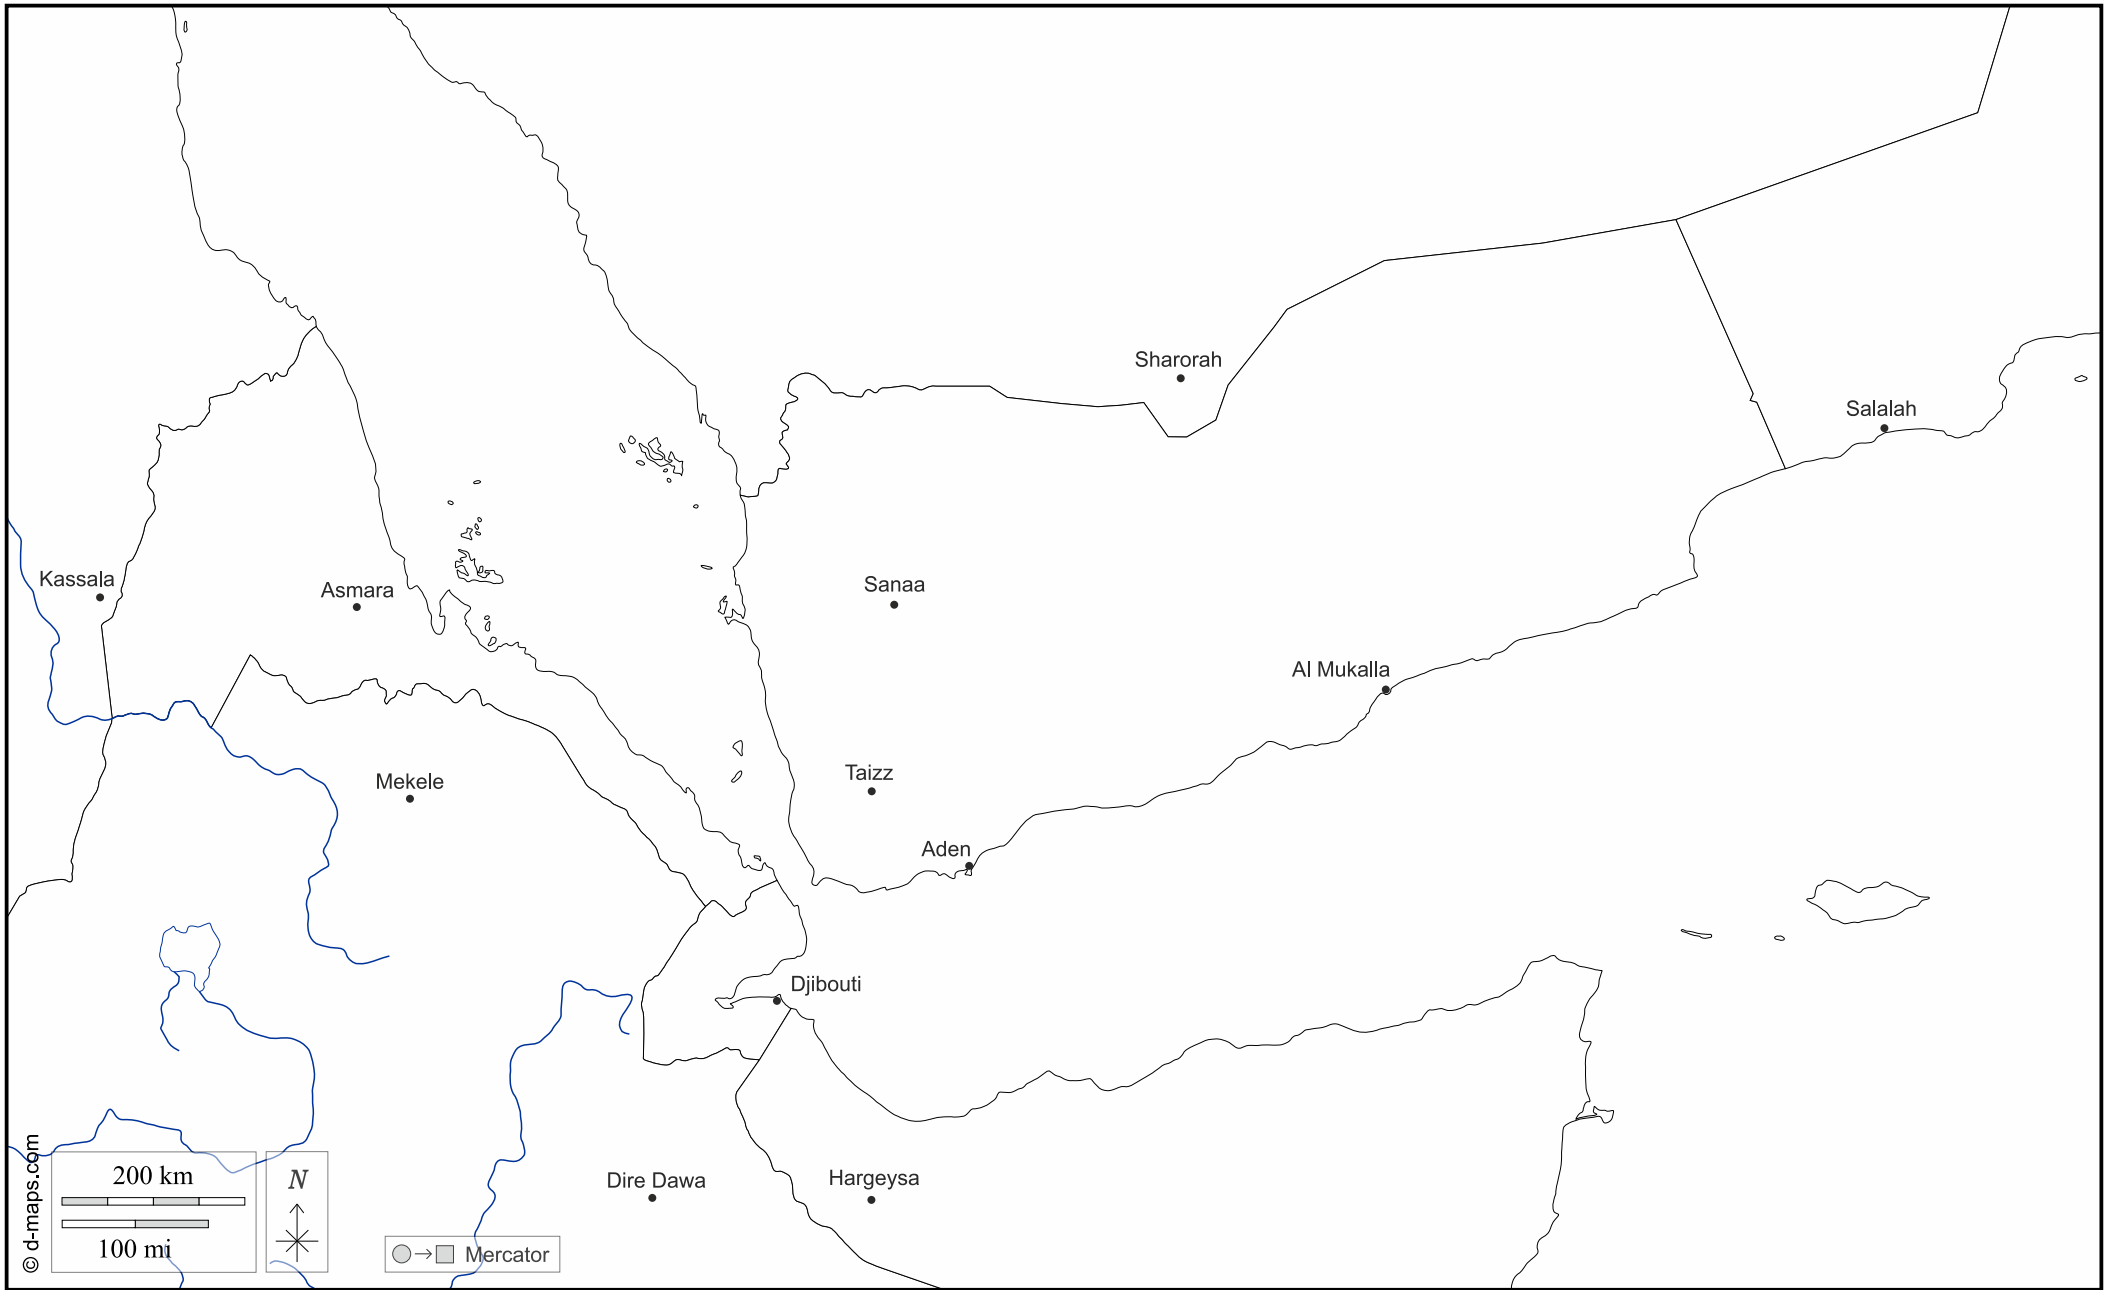 Sharorah
Salalah
Kassala
Asmara
Sanaa
Al Mukalla
Mekele
Taizz
Aden
Djibouti
Dire Dawa
Hargeysa
© d-maps.com
200 km
100 mi
N
Mercator